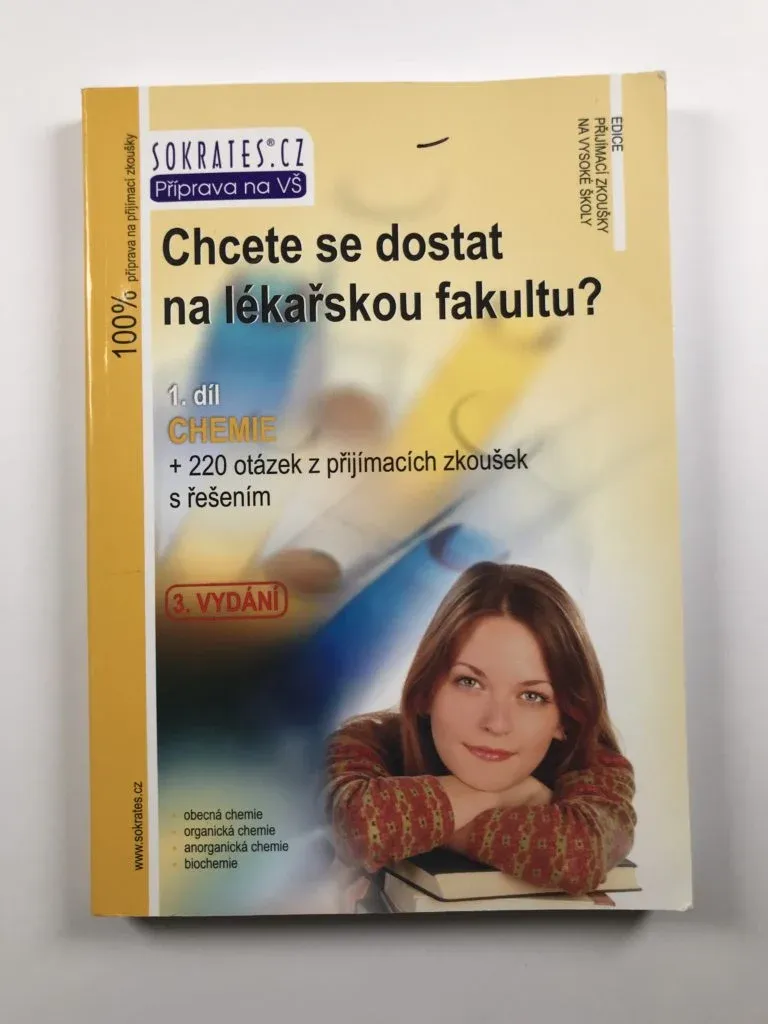 SOKRATES.CZ®
Příprava na VŠ
EDICE
PŘIJÍMACÍ ZKOUŠKY
NA VYSOKÉ ŠKOLY
100% příprava na přijímací zkoušky
Chcete se dostat
na lékařskou fakultu?
1. díl
CHEMIE
+ 220 otázek z přijímacích zkoušek
s řešením
3. VYDÁNÍ
obecná chemie
organická chemie
anorganická chemie
biochemie
www.sokrates.cz